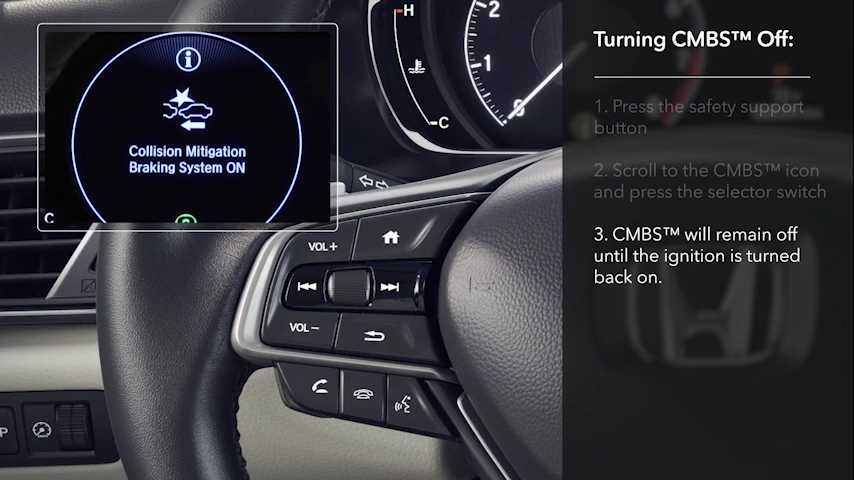 H
C
2
1
0
Collision Mitigation
Braking System ON
C
VOL +
VOL −
P
Turning CMBS™ Off:
1. Press the safety support
button
2. Scroll to the CMBS™ icon
and press the selector switch
3. CMBS™ will remain off
until the ignition is turned
back on.